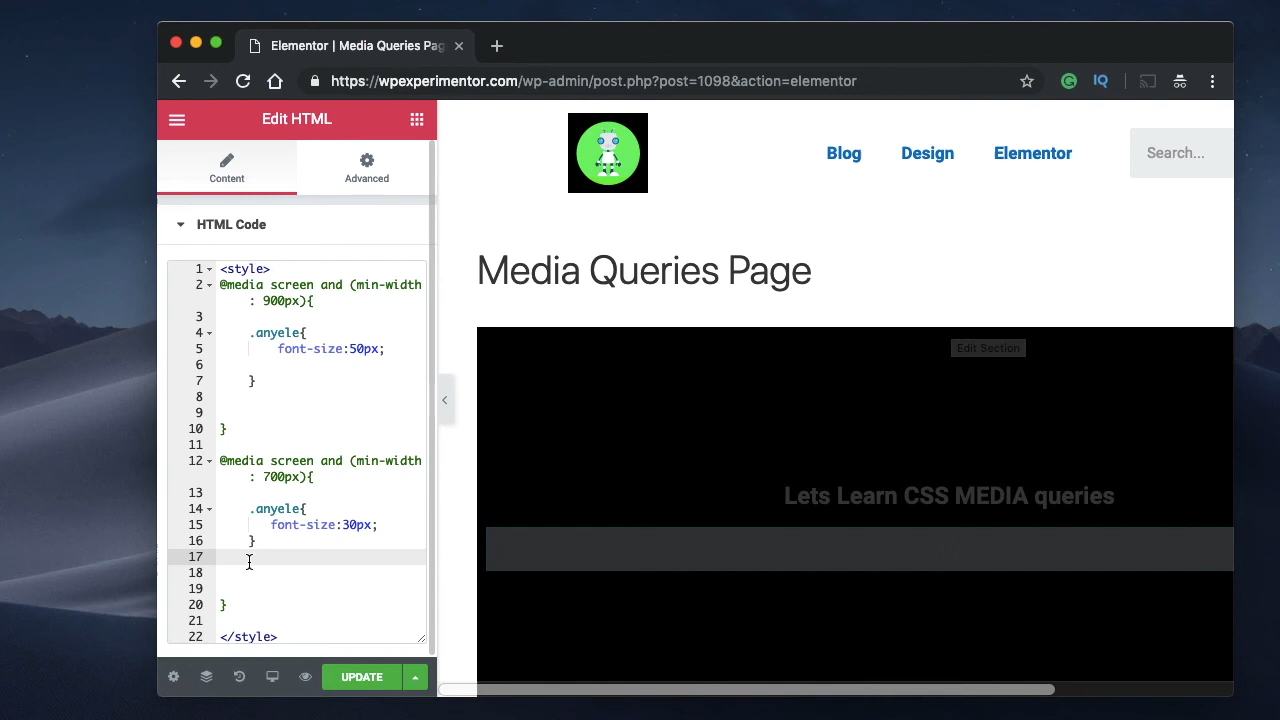 Elementor | Media Queries Pag
https://wpexperimentor.com/wp-admin/post.php?post=1098&action=elementor
Edit HTML
Content
Advanced
HTML Code
1 <style>
2 @media screen and (min-width
: 900px){
3
4 .anyele{
5 font-size:50px;
6
7 }
8
9
10 }
11
12 @media screen and (min-width
: 700px){
13
14 .anyele{
15 font-size:30px;
16 }
17
18
19
20 }
21
22 </style>
UPDATE
Blog
Design
Elementor
Search...
Media Queries Page
Edit Section
Lets Learn CSS MEDIA queries